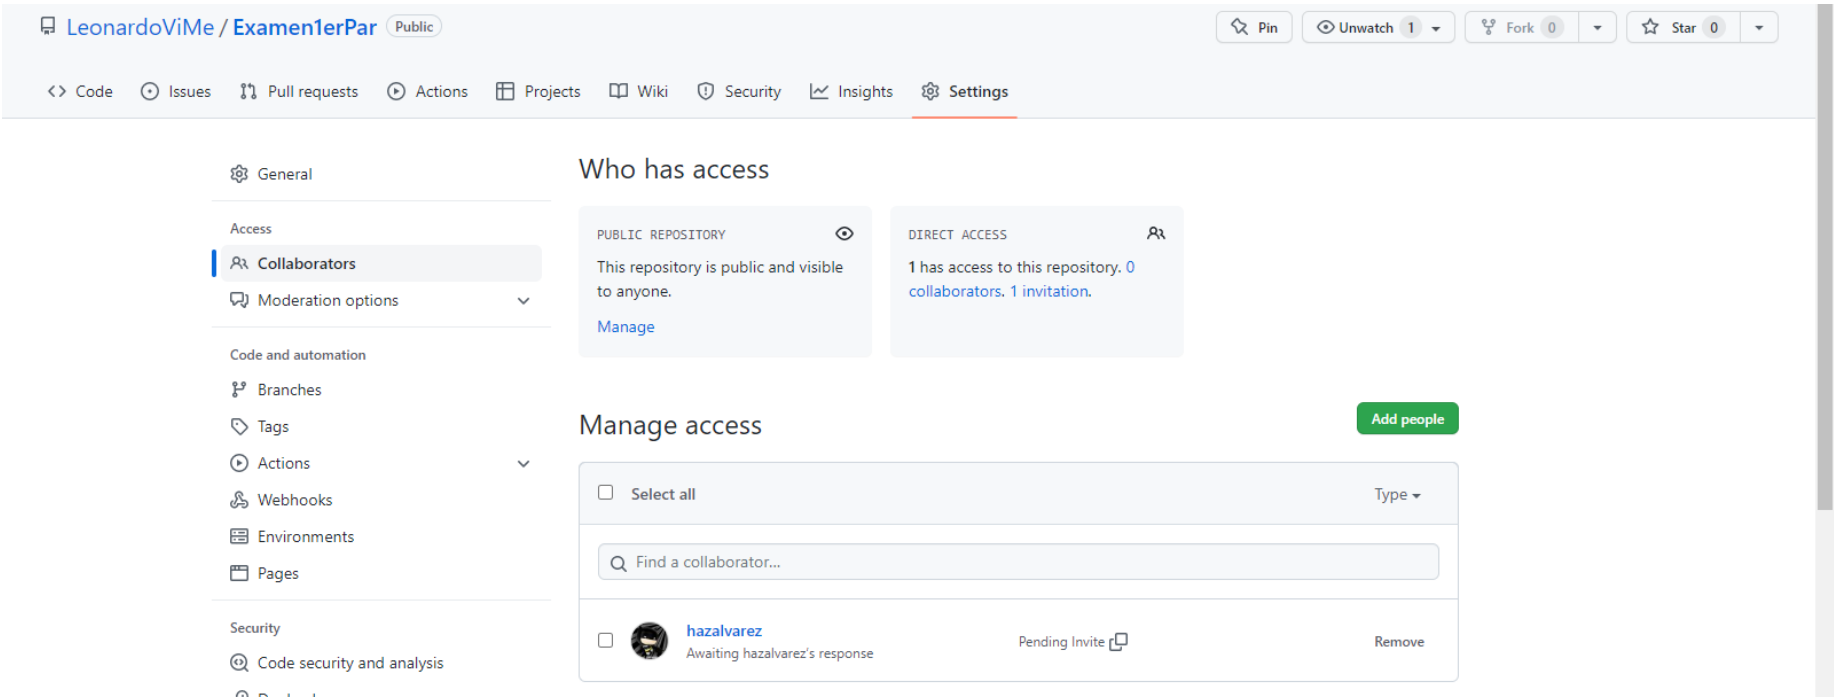 LeonardoViMe / Examen1erPar Public
Pin
Unwatch 1
Fork 0
Star 0
Code Issues Pull requests Actions Projects Wiki Security Insights Settings
General
Access
Collaborators
Moderation options
Code and automation
Branches
Tags
Actions
Webhooks
Environments
Pages
Security
Code security and analysis
Who has access
PUBLIC REPOSITORY
This repository is public and visible
to anyone.
Manage
DIRECT ACCESS
1 has access to this repository. 0
collaborators. 1 invitation.
Manage access
Add people
Select all
Type
Find a collaborator...
hazalvarez
Awaiting hazalvarez's response
Pending Invite
Remove